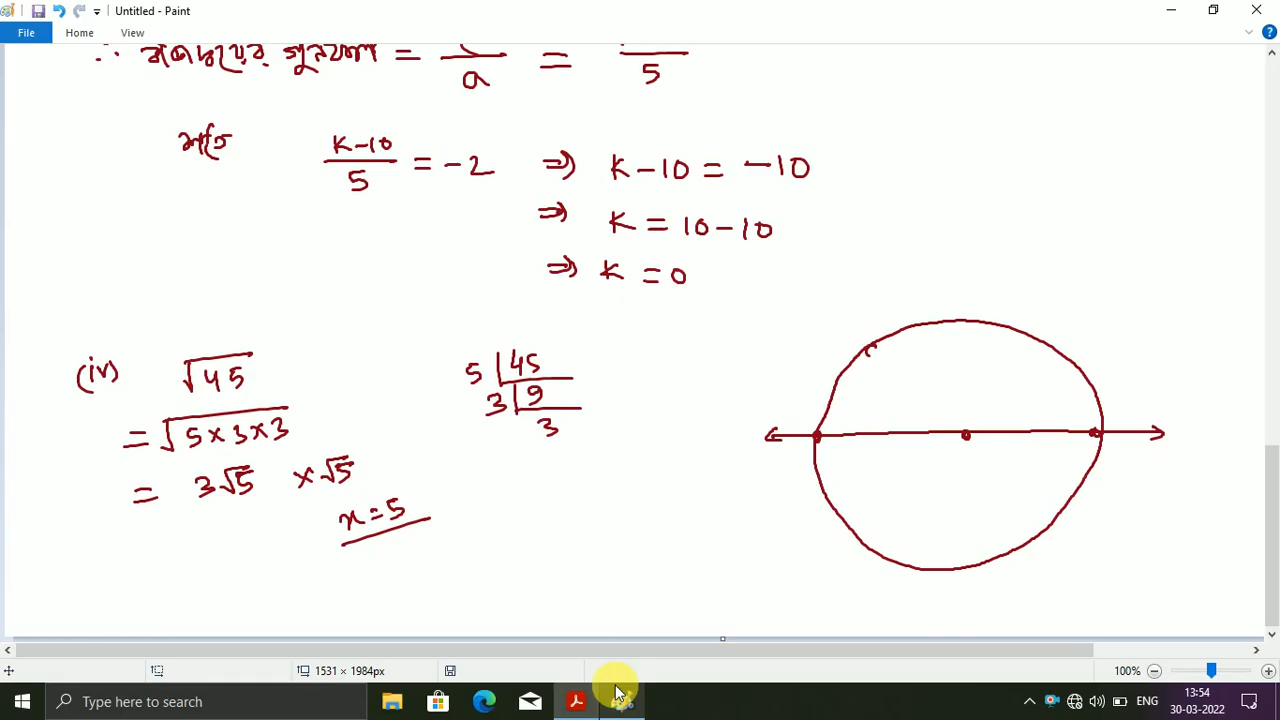 Untitled - Paint
File Home View
∴ = — a = — 5
K-10/5 = -2 ⇒ K-10 = -10
⇒ K = 10-10
⇒ K = 0
(iv) √45
5 | 45
= √5×3×3
3 | 9
3
= 3√5 ×√5
x=5
1531 × 1984px 100%
Type here to search
ENG
13:54
30-03-2022